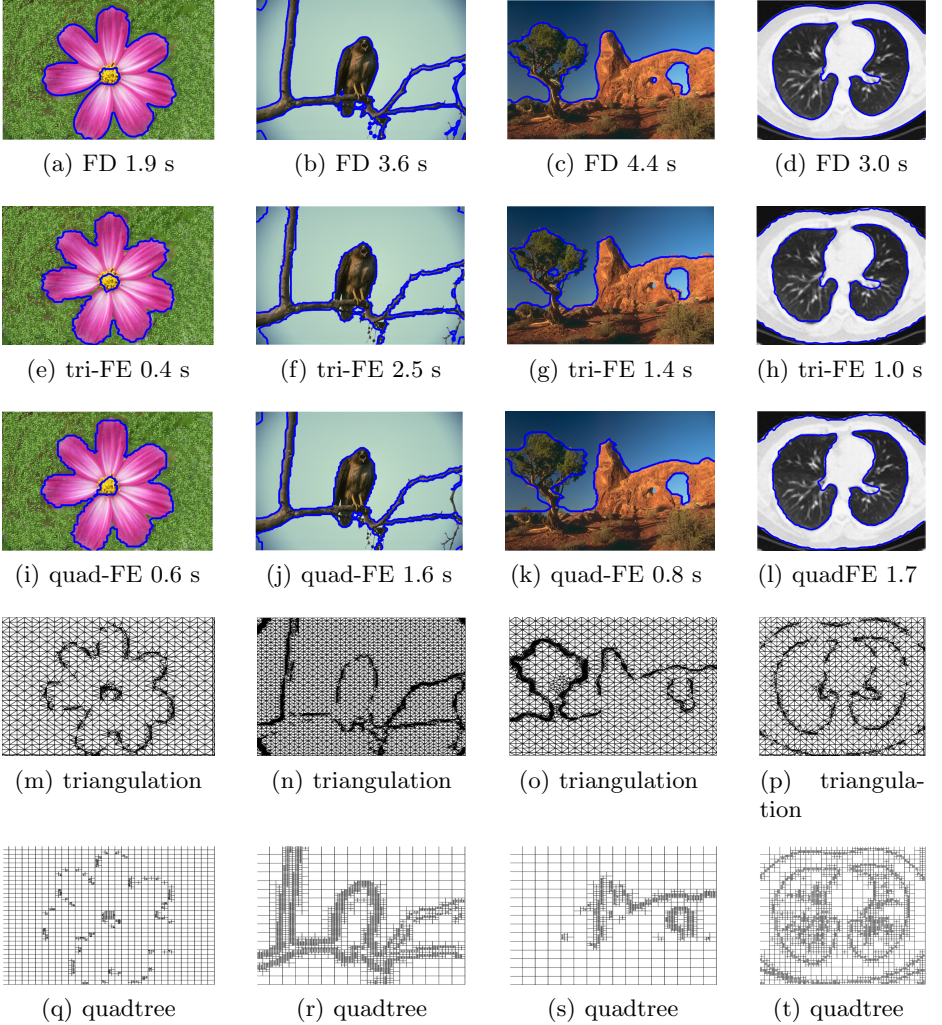 (a) FD 1.9 s
(b) FD 3.6 s
(c) FD 4.4 s
(d) FD 3.0 s
(e) tri-FE 0.4 s
(f) tri-FE 2.5 s
(g) tri-FE 1.4 s
(h) tri-FE 1.0 s
(i) quad-FE 0.6 s
(j) quad-FE 1.6 s
(k) quad-FE 0.8 s
(l) quadFE 1.7
(m) triangulation
(n) triangulation
(o) triangulation
(p) triangula-
tion
(q) quadtree
(r) quadtree
(s) quadtree
(t) quadtree